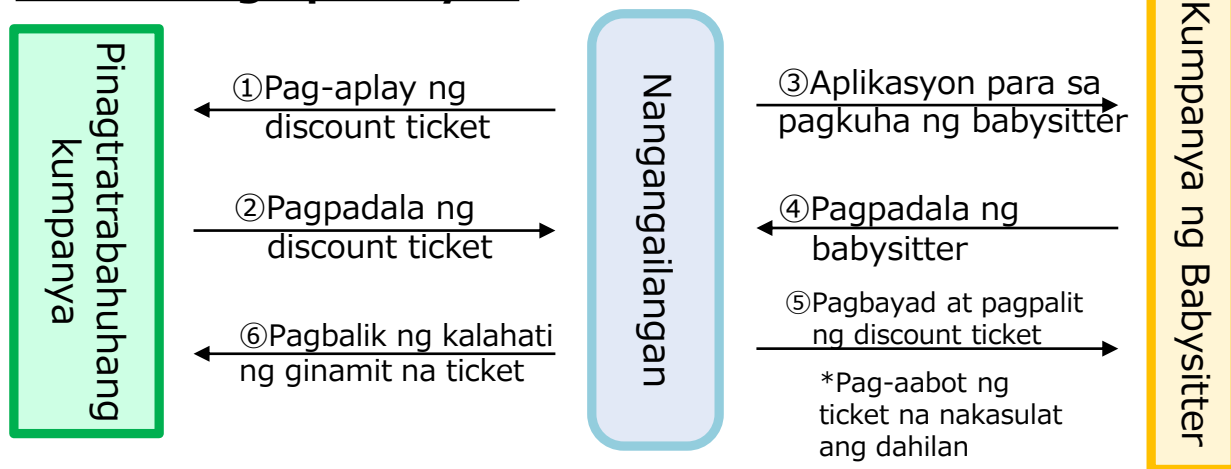 Pinagtratrabahuhang
kumpanya
①Pag-aplay ng
discount ticket
②Pagpadala ng
discount ticket
⑥Pagbalik ng kalahati
ng ginamit na ticket
Nangangailangan
③Aplikasyon para sa
pagkuha ng babysitter
④Pagpadala ng
babysitter
⑤Pagbayad at pagpalit
ng discount ticket
*Pag-aabot ng
ticket na nakasulat
ang dahilan
Kumpanya ng Babysitter